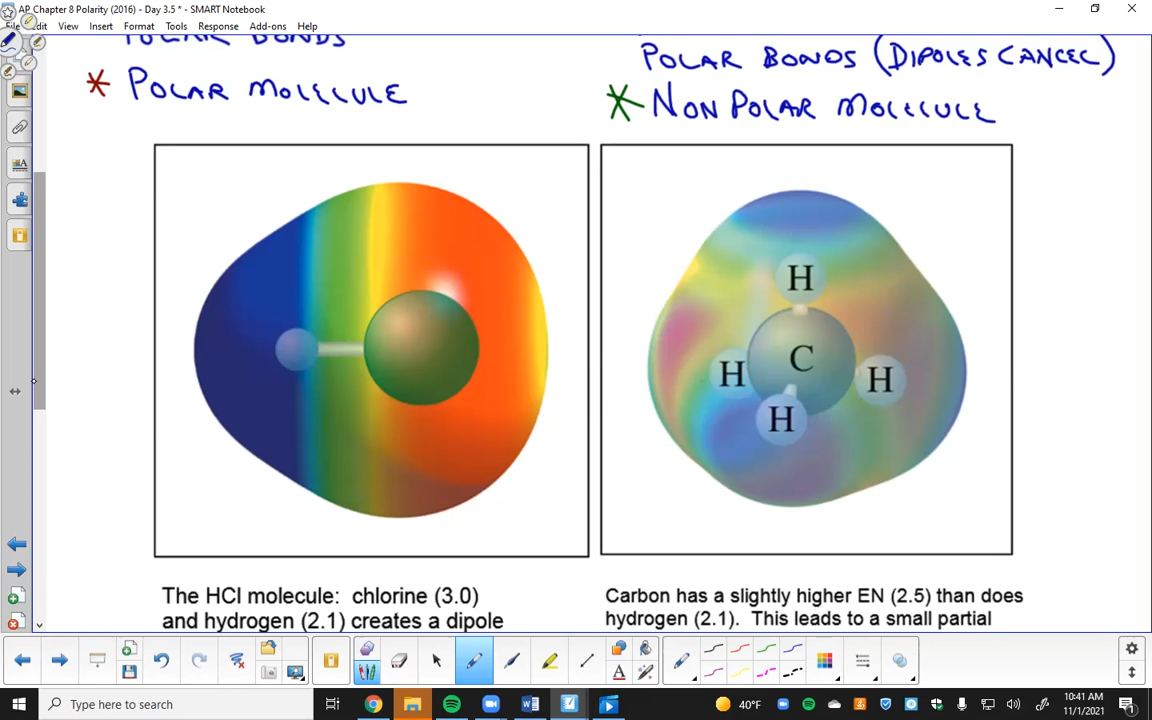 AP Chapter 8 Polarity (2016) - Day 3.5 * - SMART Notebook
View Insert Format Tools Response Add-ons Help
POLAR BONDS
* POLAR MOLECULE
POLAR BONDS (DIPOLES CANCEL)
* NON POLAR MOLECULE
H
C
H
H
H
The HCl molecule: chlorine (3.0)
and hydrogen (2.1) creates a dipole
Carbon has a slightly higher EN (2.5) than does
hydrogen (2.1). This leads to a small partial
Type here to search
40°F
10:41 AM
11/1/2021